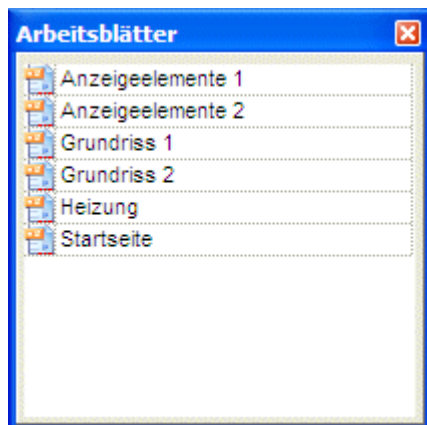 Arbeitsblätter
Anzeigeelemente 1
Anzeigeelemente 2
Grundriss 1
Grundriss 2
Heizung
Startseite